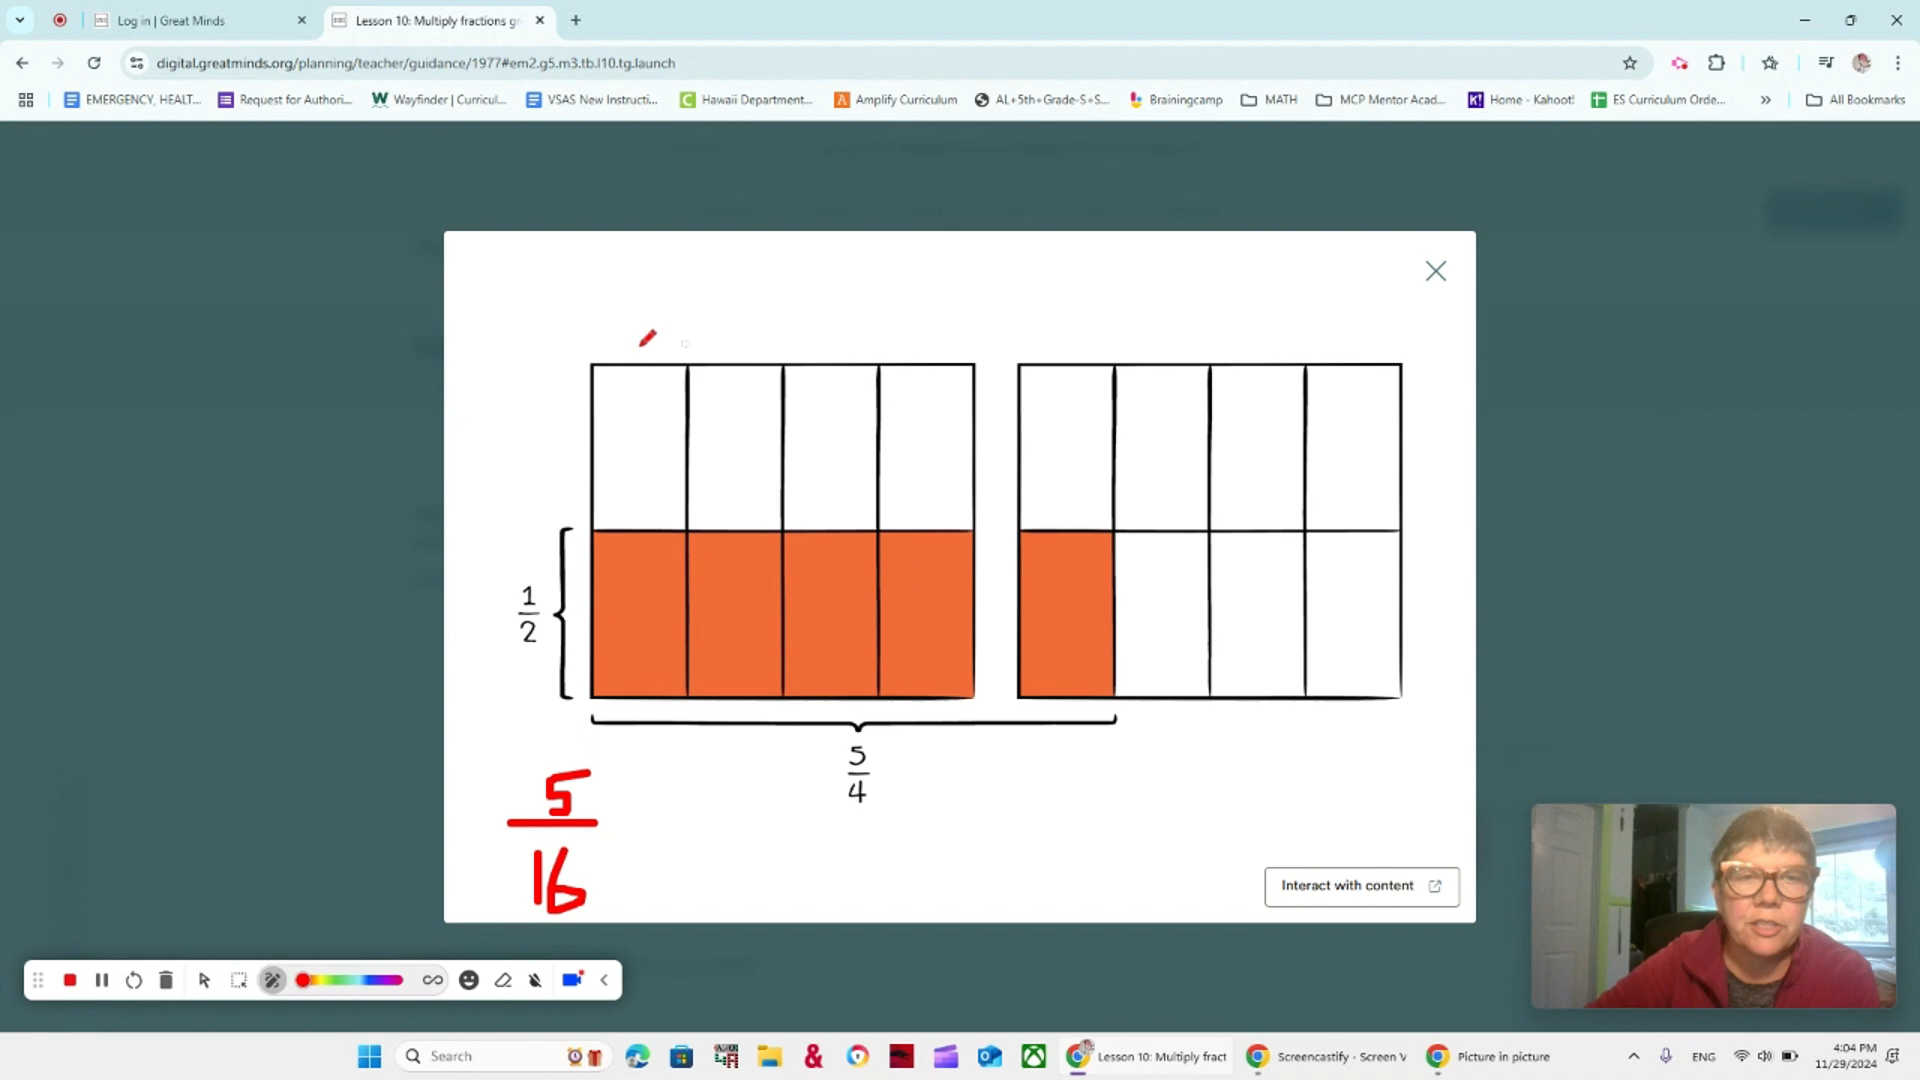 Log in | Great Minds
Lesson 10: Multiply fractions gr
digital.greatminds.org/planning/teacher/guidance/1977#em2.g5.m3.tb.l10.tg.launch
EMERGENCY, HEALT... Request for Authori... Wayfinder | Curricul... VSAS New Instructi... Hawaii Department... Amplify Curriculum AL+5th+Grade-S+S... Brainingcamp MATH MCP Mentor Acad... Home - Kahoot! ES Curriculum Orde... » All Bookmarks
1
2
5
4
5
16
Interact with content
Search
Lesson 10: Multiply fract
Screencastify - Screen V
Picture in picture
ENG
4:04 PM
11/29/2024